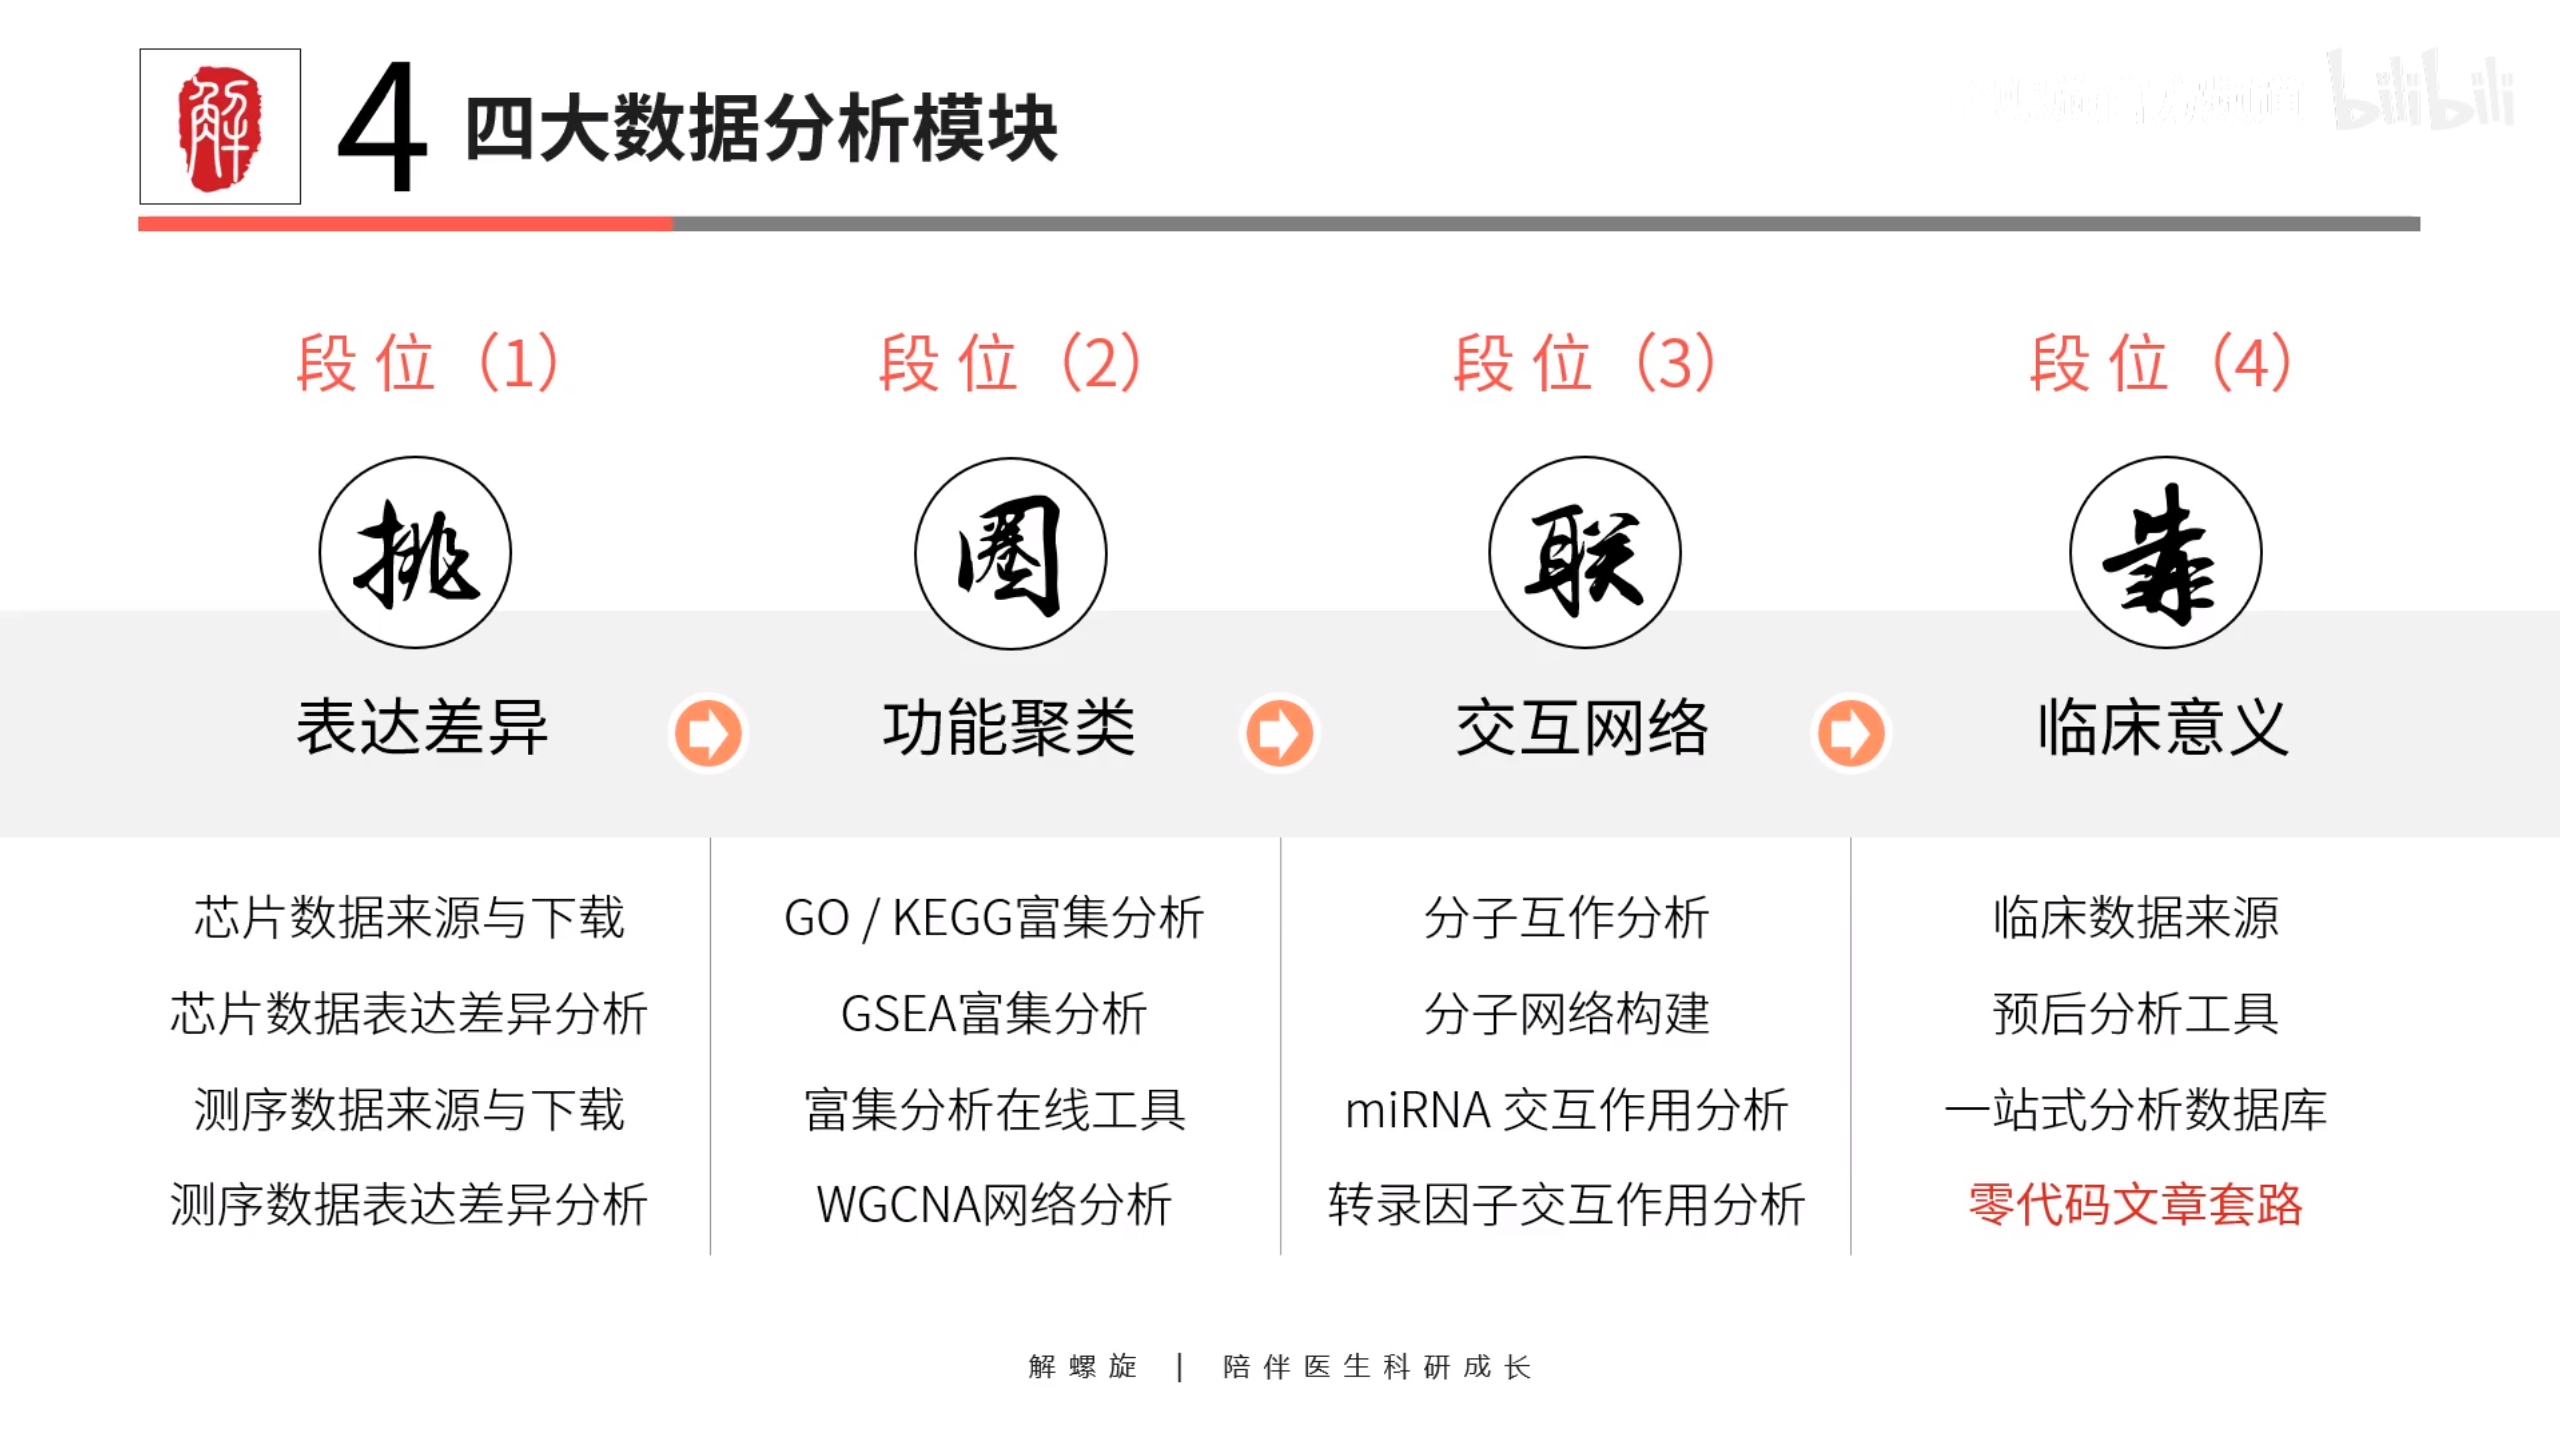 解
4 四大数据分析模块
bilibili
段位（1）
挑
表达差异
芯片数据来源与下载
芯片数据表达差异分析
测序数据来源与下载
测序数据表达差异分析
段位（2）
圈
功能聚类
GO / KEGG富集分析
GSEA富集分析
富集分析在线工具
WGCNA网络分析
段位（3）
联
交互网络
分子互作分析
分子网络构建
miRNA 交互作用分析
转录因子交互作用分析
段位（4）
靠
临床意义
临床数据来源
预后分析工具
一站式分析数据库
零代码文章套路
解螺旋 | 陪伴医生科研成长